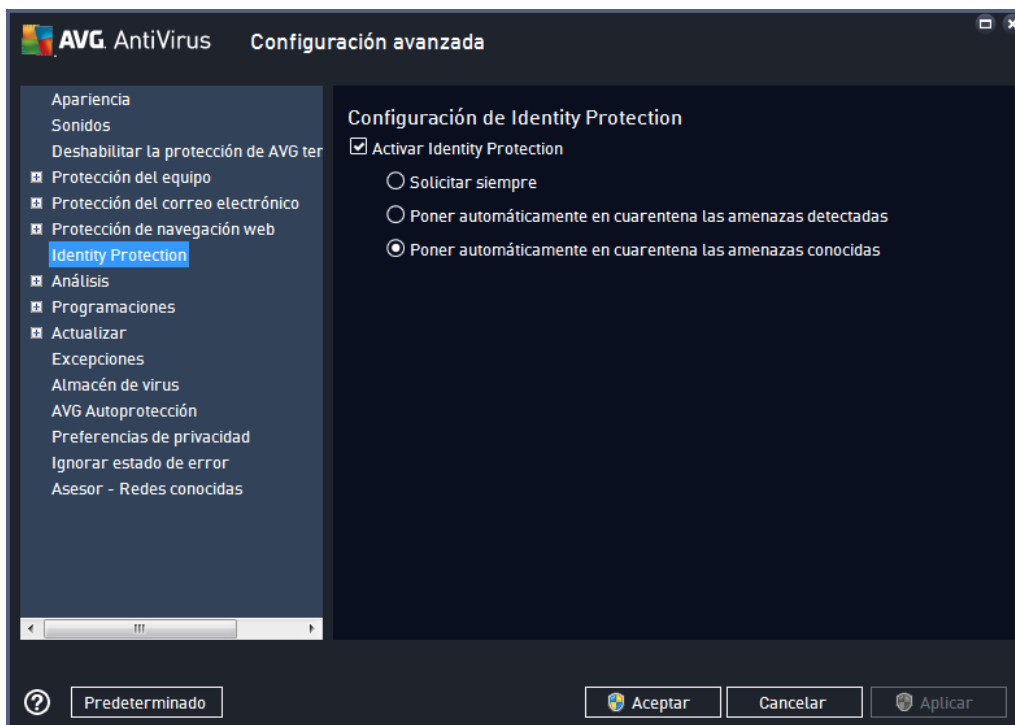 AVG. AntiVirus Configuración avanzada
Apariencia
Sonidos
Deshabilitar la protección de AVG ter
Protección del equipo
Protección del correo electrónico
Protección de navegación web
Identity Protection
Análisis
Programaciones
Actualizar
Excepciones
Almacén de virus
AVG Autoprotección
Preferencias de privacidad
Ignorar estado de error
Asesor - Redes conocidas
Configuración de Identity Protection
Activar Identity Protection
Solicitar siempre
Poner automáticamente en cuarentena las amenazas detectadas
Poner automáticamente en cuarentena las amenazas conocidas
? Predeterminado Aceptar Cancelar Aplicar